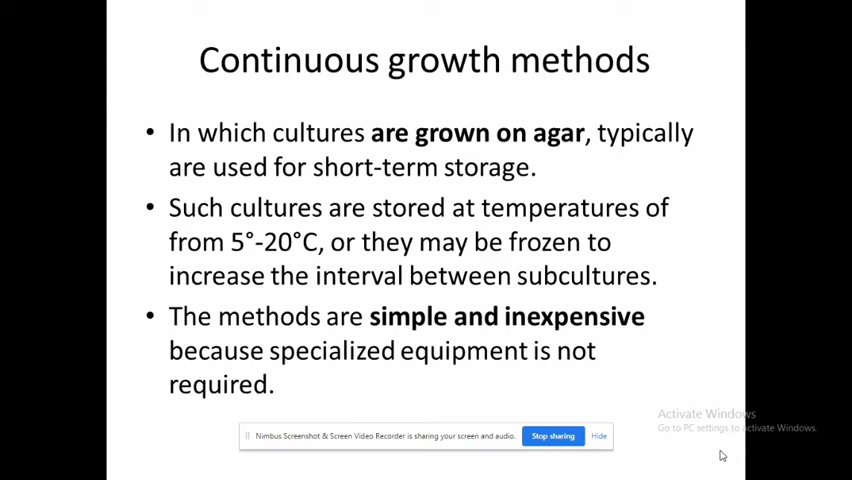 Continuous growth methods
• In which cultures are grown on agar, typically
are used for short-term storage.
• Such cultures are stored at temperatures of
from 5°-20°C, or they may be frozen to
increase the interval between subcultures.
• The methods are simple and inexpensive
because specialized equipment is not
required.
Activate Windows
Go to PC settings to activate Windows.
Nimbus Screenshot & Screen Video Recorder is sharing your screen and audio. Stop sharing Hide